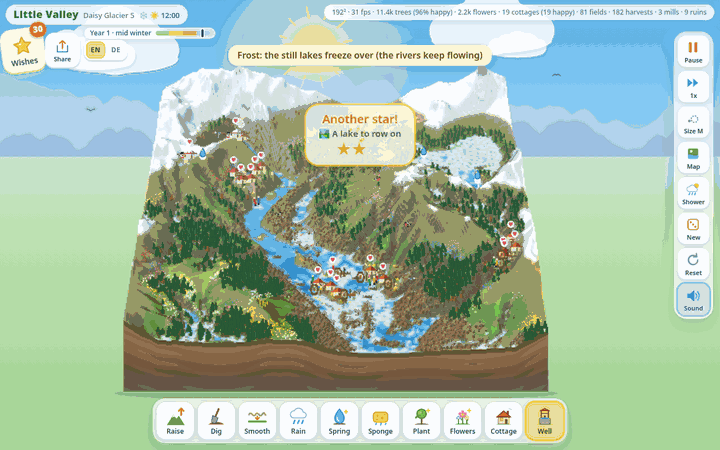 Little Valley Daisy Glacier 5 12:00
192² · 31 fps · 11.4k trees (96% happy) · 2.2k flowers · 19 cottages (19 happy) · 81 fields · 182 harvests · 3 mills · 9 ruins
30
Year 1 · mid winter
Wishes
Share
EN
DE
Frost: the still lakes freeze over (the rivers keep flowing)
Another star!
A lake to row on
Pause
1x
Size M
Map
Shower
New
Reset
Sound
Raise
Dig
Smooth
Rain
Spring
Sponge
Plant
Flowers
Cottage
Well